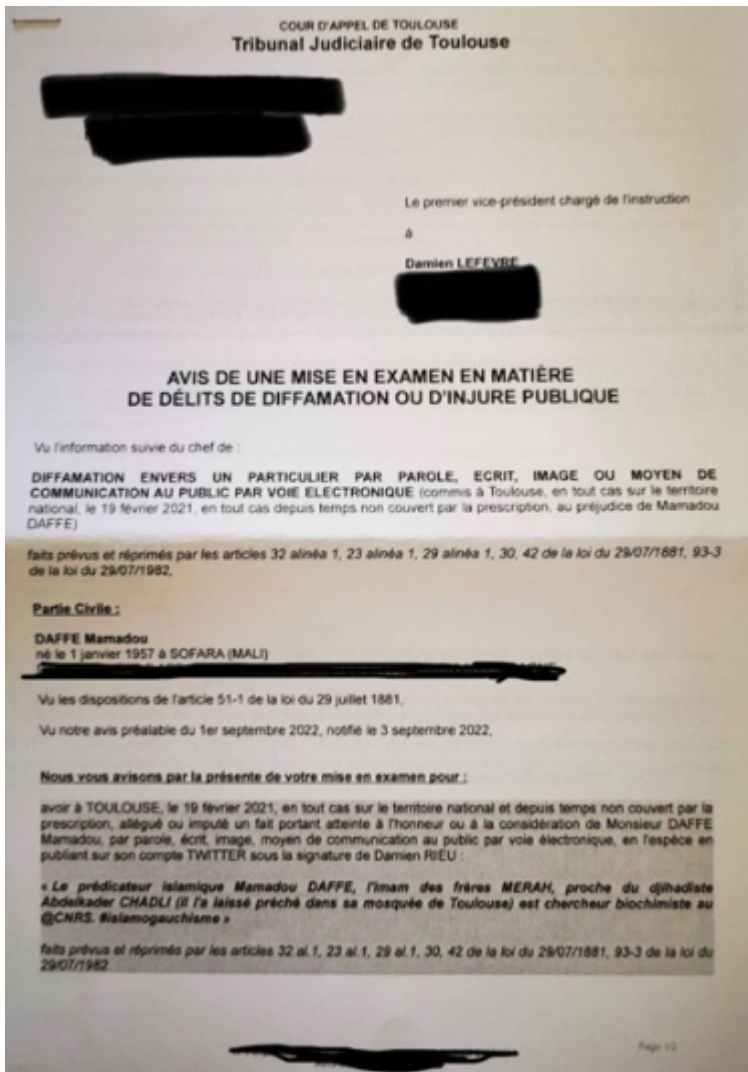 COUR D'APPEL DE TOULOUSE
Tribunal Judiciaire de Toulouse
Le premier vice-président chargé de l'instruction
à
Damien LEFEVRE
AVIS DE UNE MISE EN EXAMEN EN MATIÈRE
DE DÉLITS DE DIFFAMATION OU D'INJURE PUBLIQUE
Vu l'information suivie du chef de :
DIFFAMATION ENVERS UN PARTICULIER PAR PAROLE, ECRIT, IMAGE OU MOYEN DE
COMMUNICATION AU PUBLIC PAR VOIE ELECTRONIQUE (commis à Toulouse, en tout cas sur le territoire
national, le 19 février 2021, en tout cas depuis temps non couvert par la prescription, au préjudice de Mamadou
DAFFE)
faits prévus et réprimés par les articles 32 alinéa 1, 23 alinéa 1, 29 alinéa 1, 30, 42 de la loi du 29/07/1881, 93-3
de la loi du 29/07/1982,
Partie Civile :
DAFFE Mamadou
né le 1 janvier 1957 à SOFARA (MALI)
Vu les dispositions de l'article 51-1 de la loi du 29 juillet 1881,
Vu notre avis préalable du 1er septembre 2022, notifié le 3 septembre 2022,
Nous vous avisons par la présente de votre mise en examen pour :
avoir à TOULOUSE, le 19 février 2021, en tout cas sur le territoire national et depuis temps non couvert par la
prescription, allégué ou imputé un fait portant atteinte à l'honneur ou à la considération de Monsieur DAFFE
Mamadou, par parole, écrit, image, moyen de communication au public par voie électronique, en l'espèce en
publiant sur son compte TWITTER sous la signature de Damien RIEU :
« Le prédicateur islamique Mamadou DAFFE, l'imam des frères MERAH, proche du djihadiste
Abdelkader CHADLI (il l'a laissé prêché dans sa mosquée de Toulouse) est chercheur biochimiste au
@CNRS. #islamogauchisme »
faits prévus et réprimés par les articles 32 al.1, 23 al.1, 29 al.1, 30, 42 de la loi du 29/07/1881, 93-3 de la loi du
29/07/1982
Page 1/2